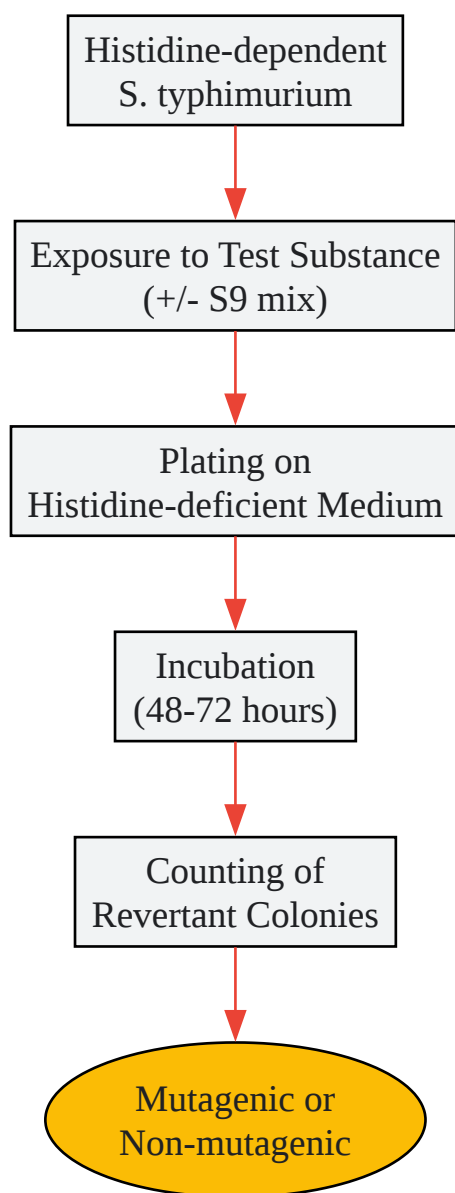 Histidine-dependent
S. typhimurium
Exposure to Test Substance
(+/- S9 mix)
Plating on
Histidine-deficient Medium
Incubation
(48-72 hours)
Counting of
Revertant Colonies
Mutagenic or
Non-mutagenic